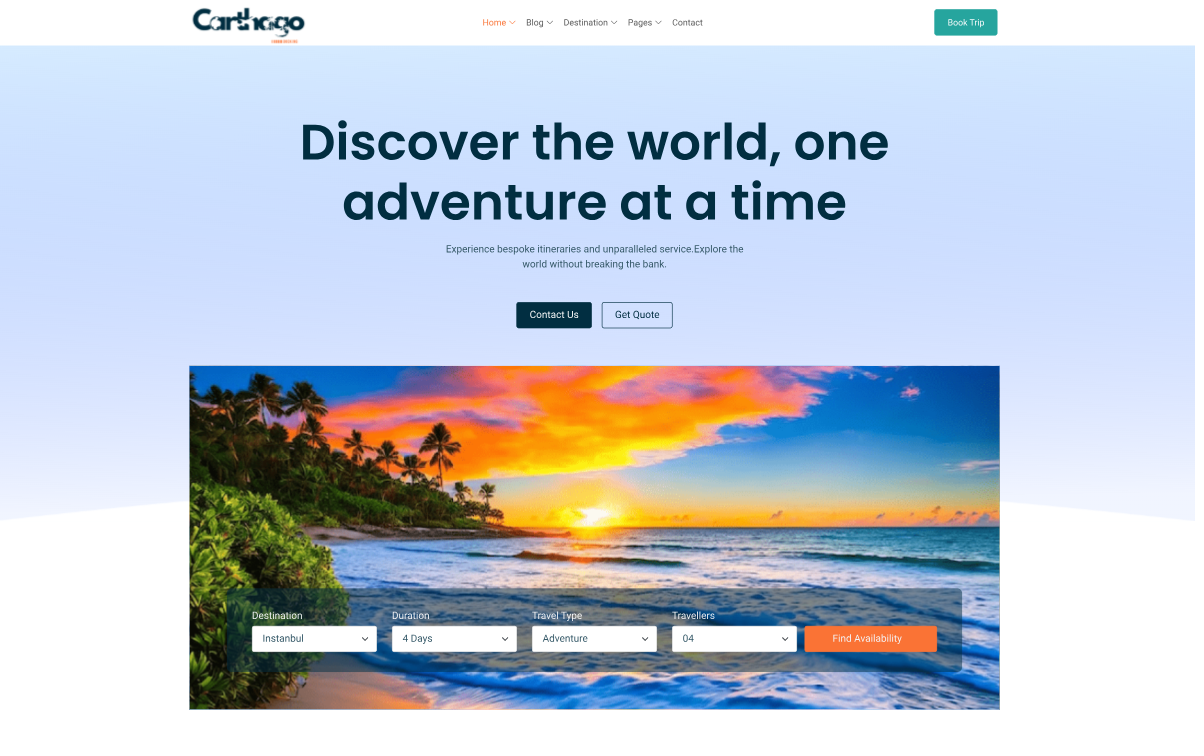 Carthago
Home Blog Destination Pages Contact
Book Trip
Discover the world, one
adventure at a time
Experience bespoke itineraries and unparalleled service.Explore the
world without breaking the bank.
Contact Us Get Quote
Destination Duration Travel Type Travellers
Instanbul 4 Days Adventure 04 Find Availability